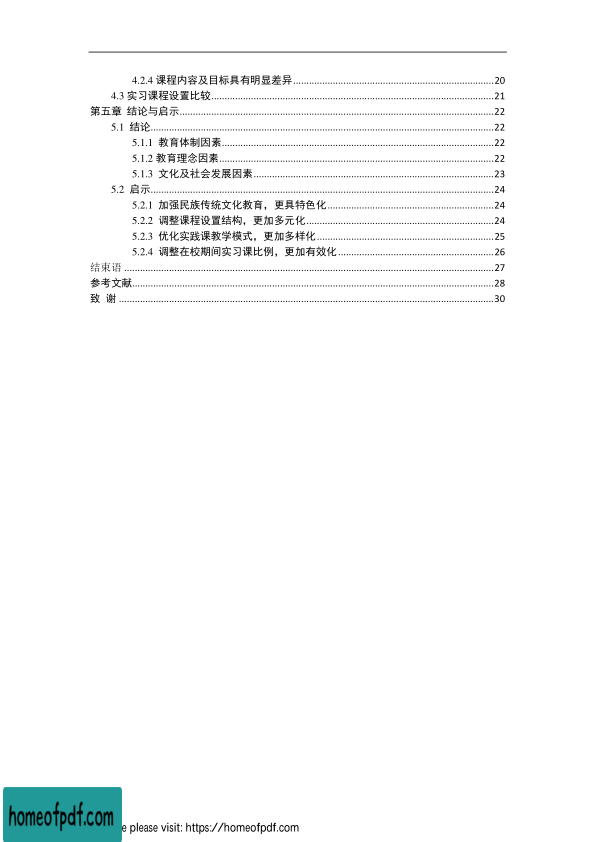 4.2.4 课程内容及目标具有明显差异............20
4.3 实习课程设置比较............21
第五章 结论与启示............22
5.1 结论............22
5.1.1 教育体制因素............22
5.1.2 教育理念因素............22
5.1.3 文化及社会发展因素............23
5.2 启示............24
5.2.1 加强民族传统文化教育，更具特色化............24
5.2.2 调整课程设置结构，更加多元化............24
5.2.3 优化实践课教学模式，更加多样化............25
5.2.4 调整在校期间实习课比例，更加有效化............26
结束语............27
参考文献............28
致 谢............30
homeofpdf.com
e please visit: https://homeofpdf.com